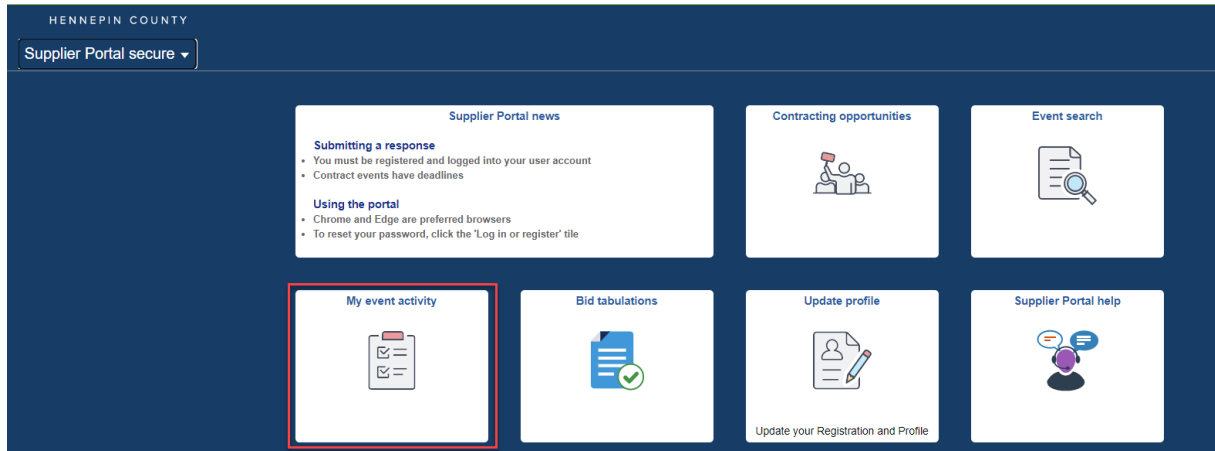 HENNEPIN COUNTY
Supplier Portal secure
Supplier Portal news
Submitting a response
• You must be registered and logged into your user account
• Contract events have deadlines
Using the portal
• Chrome and Edge are preferred browsers
• To reset your password, click the 'Log in or register' tile
Contracting opportunities
Event search
My event activity
Bid tabulations
Update profile
Update your Registration and Profile
Supplier Portal help